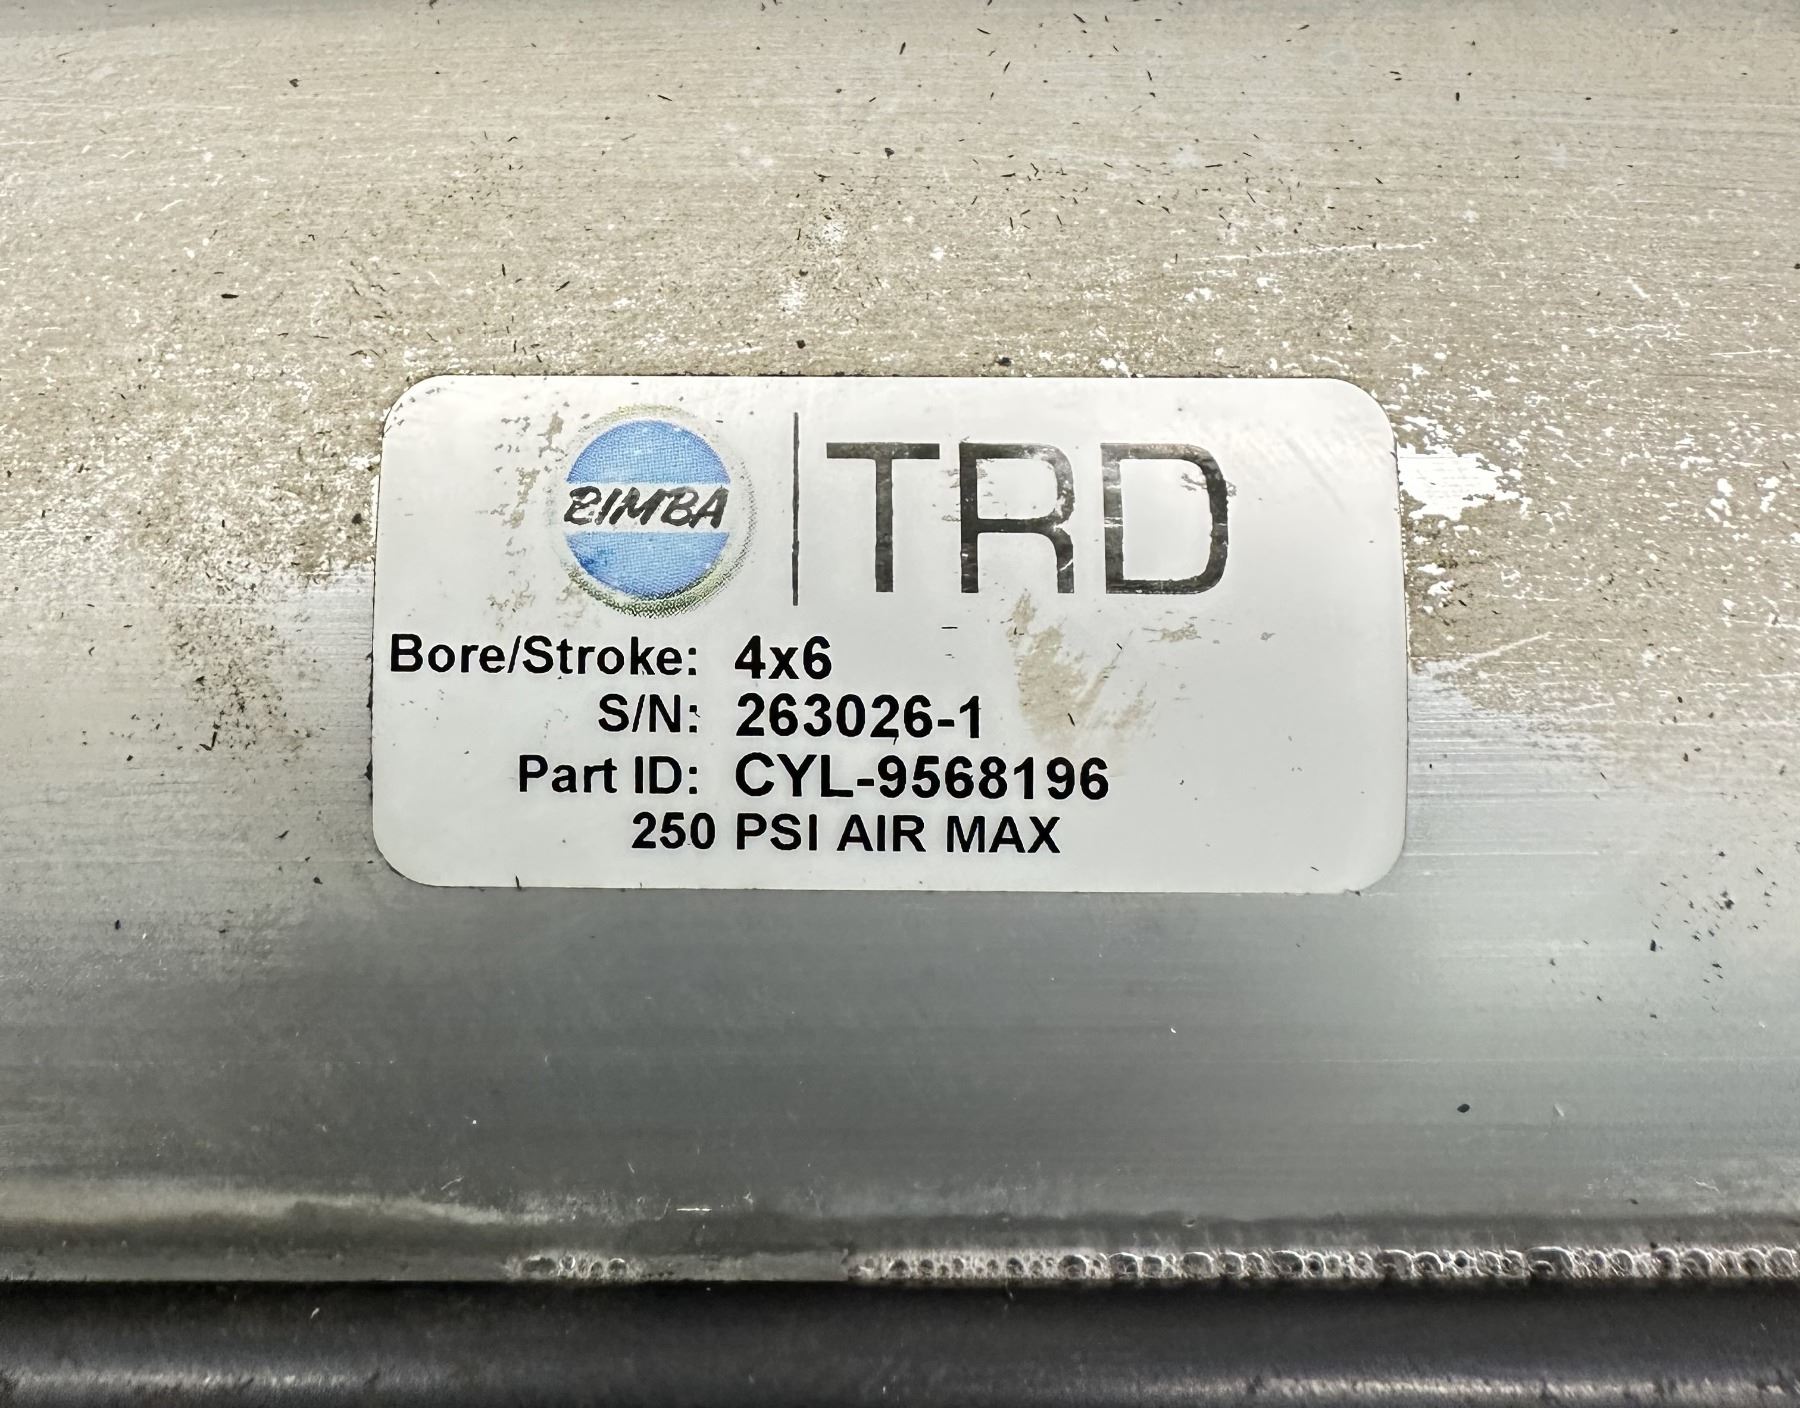 BIMBA | TRD
Bore/Stroke: 4x6
S/N: 263026-1
Part ID: CYL-9568196
250 PSI AIR MAX